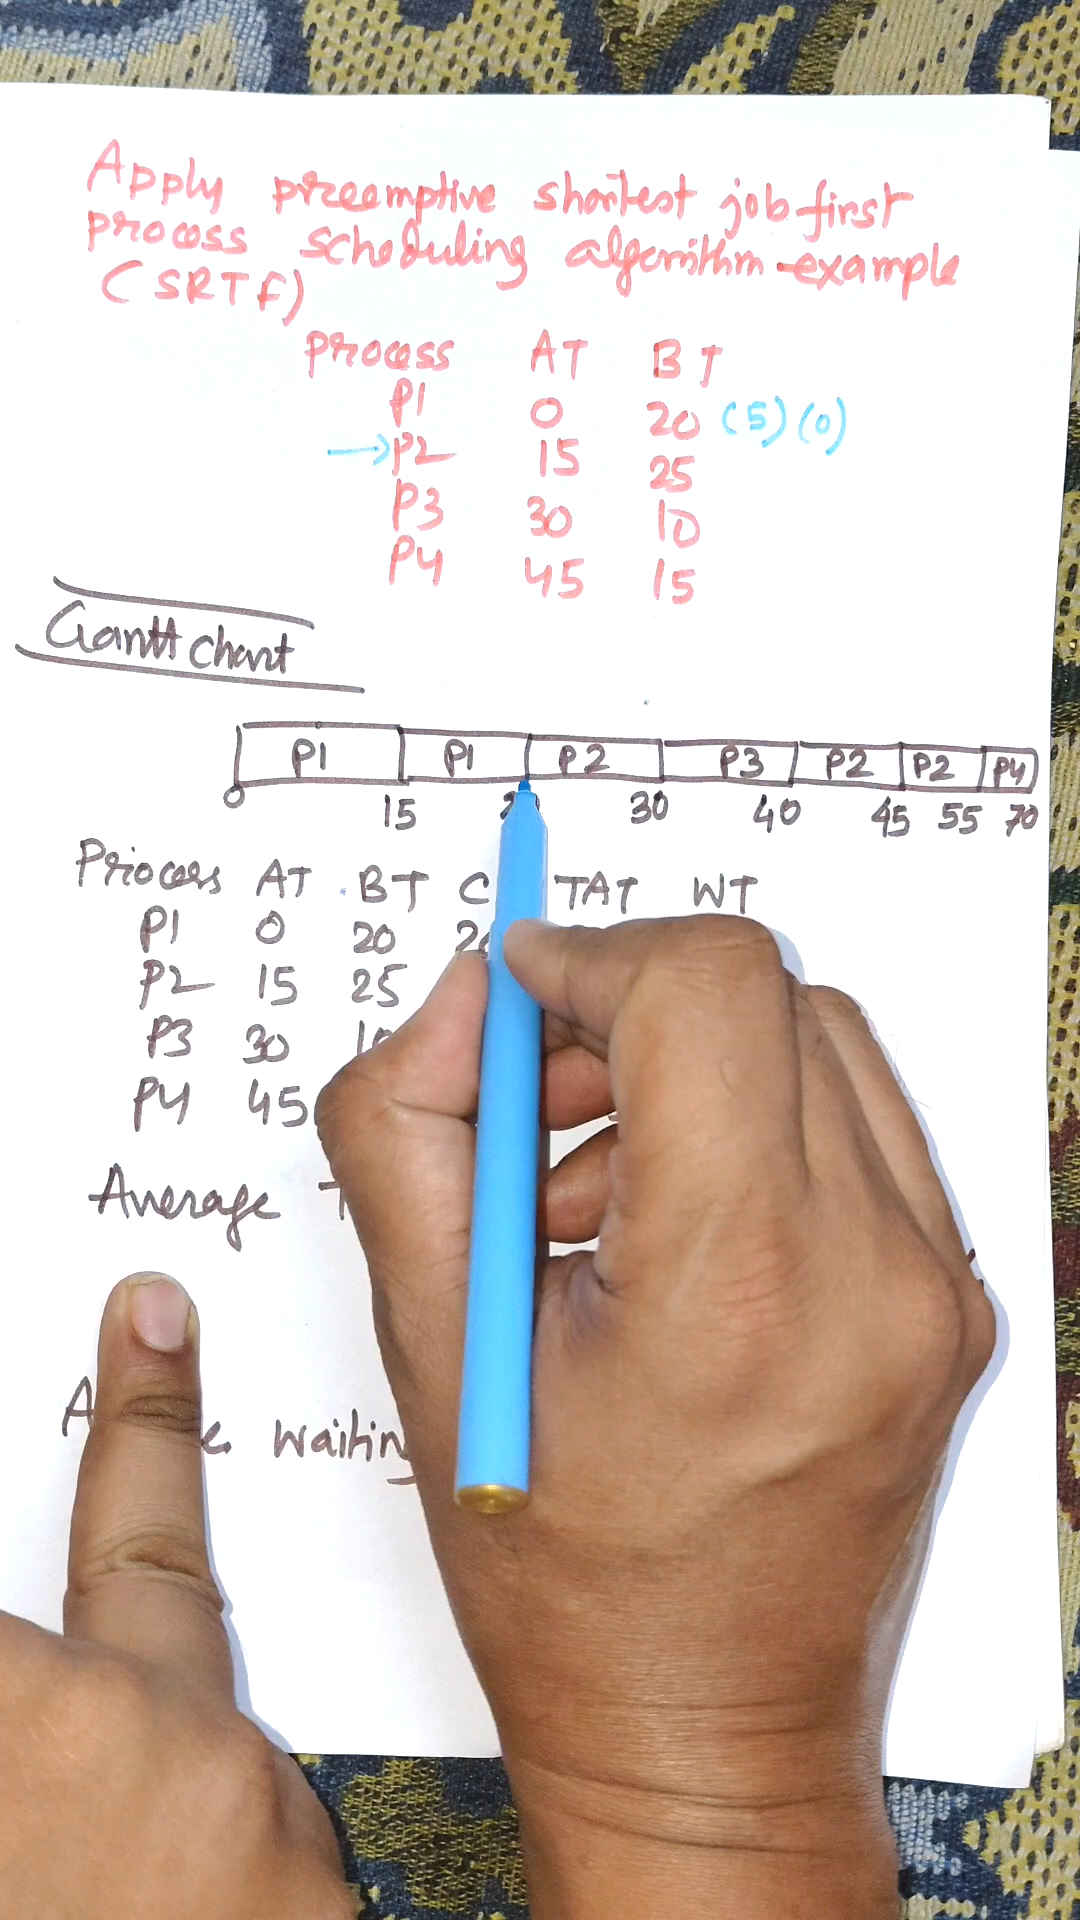 Apply preemptive shortest job first
process scheduling algorithm example
(SRTF)
process AT BT
P1 0 20 (5) (0)
→P2 15 25
P3 30 10
P4 45 15
Gantt chart
P1 P1 P2 P3 P2 P2 P4
0 15 30 40 45 55 70
Process AT BT C TAT WT
P1 0 20 20
P2 15 25
P3 30 10
P4 45
Average T
waiting